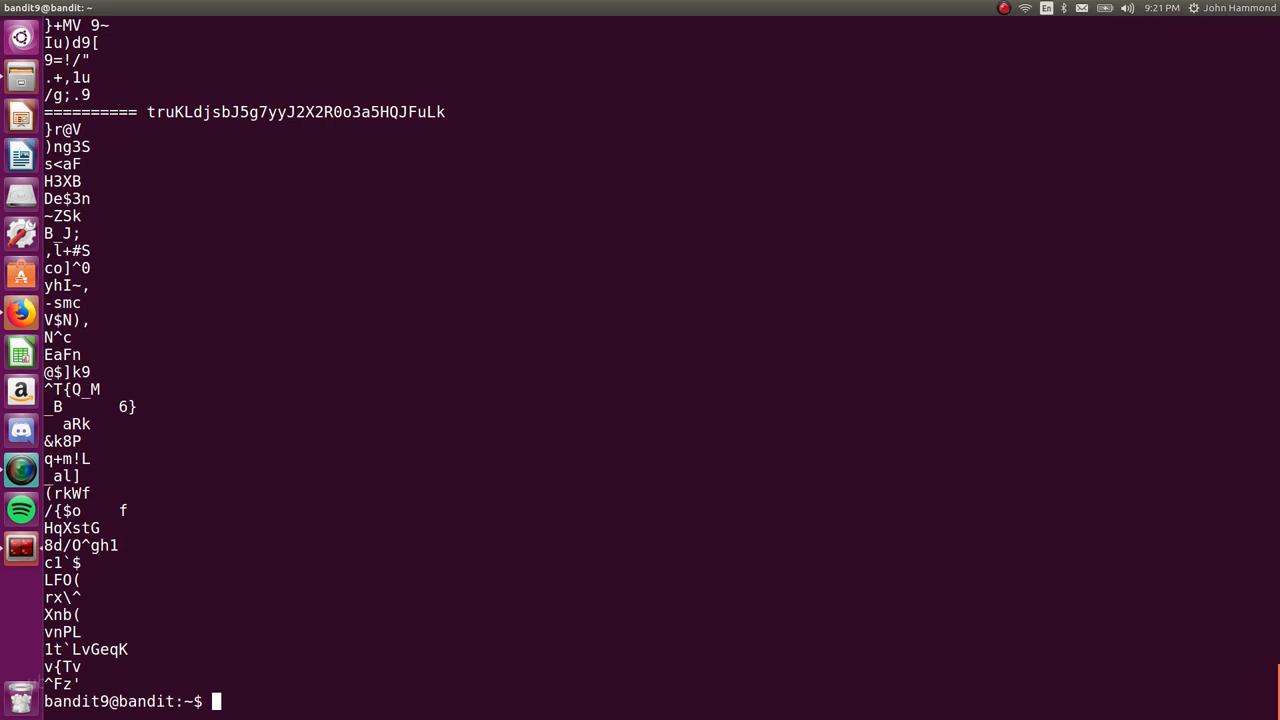 bandit9@bandit: ~
En
9:21 PM
John Hammond
}+MV 9~
Iu)d9[
9=!/"
.+,1u
/g;.9
========== truKLdjsbJ5g7yyJ2X2R0o3a5HQJFuLk
}r@V
)ng3S
s<aF
H3XB
De$3n
~ZSk
B_J;
,l+#S
co]^0
yhI~,
-smc
V$N),
N^c
EaFn
@$]k9
^T{Q_M
_B      6}
  aRk
&k8P
q+m!L
_al]
(rkWf
/{$o    f
HqXstG
8d/O^gh1
c1`$
LFO(
rx\^
Xnb(
vnPL
1t`LvGeqK
v{Tv
^Fz'
bandit9@bandit:~$